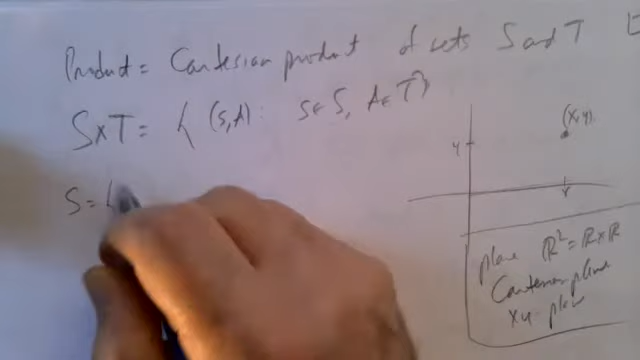 Product = Cartesian product of sets S and T
S×T = { (s,t): s∈S, t∈T}
S = {
(x,y)
y
x
plane ℝ² = ℝ×ℝ
Cartesian plane
xy-plane